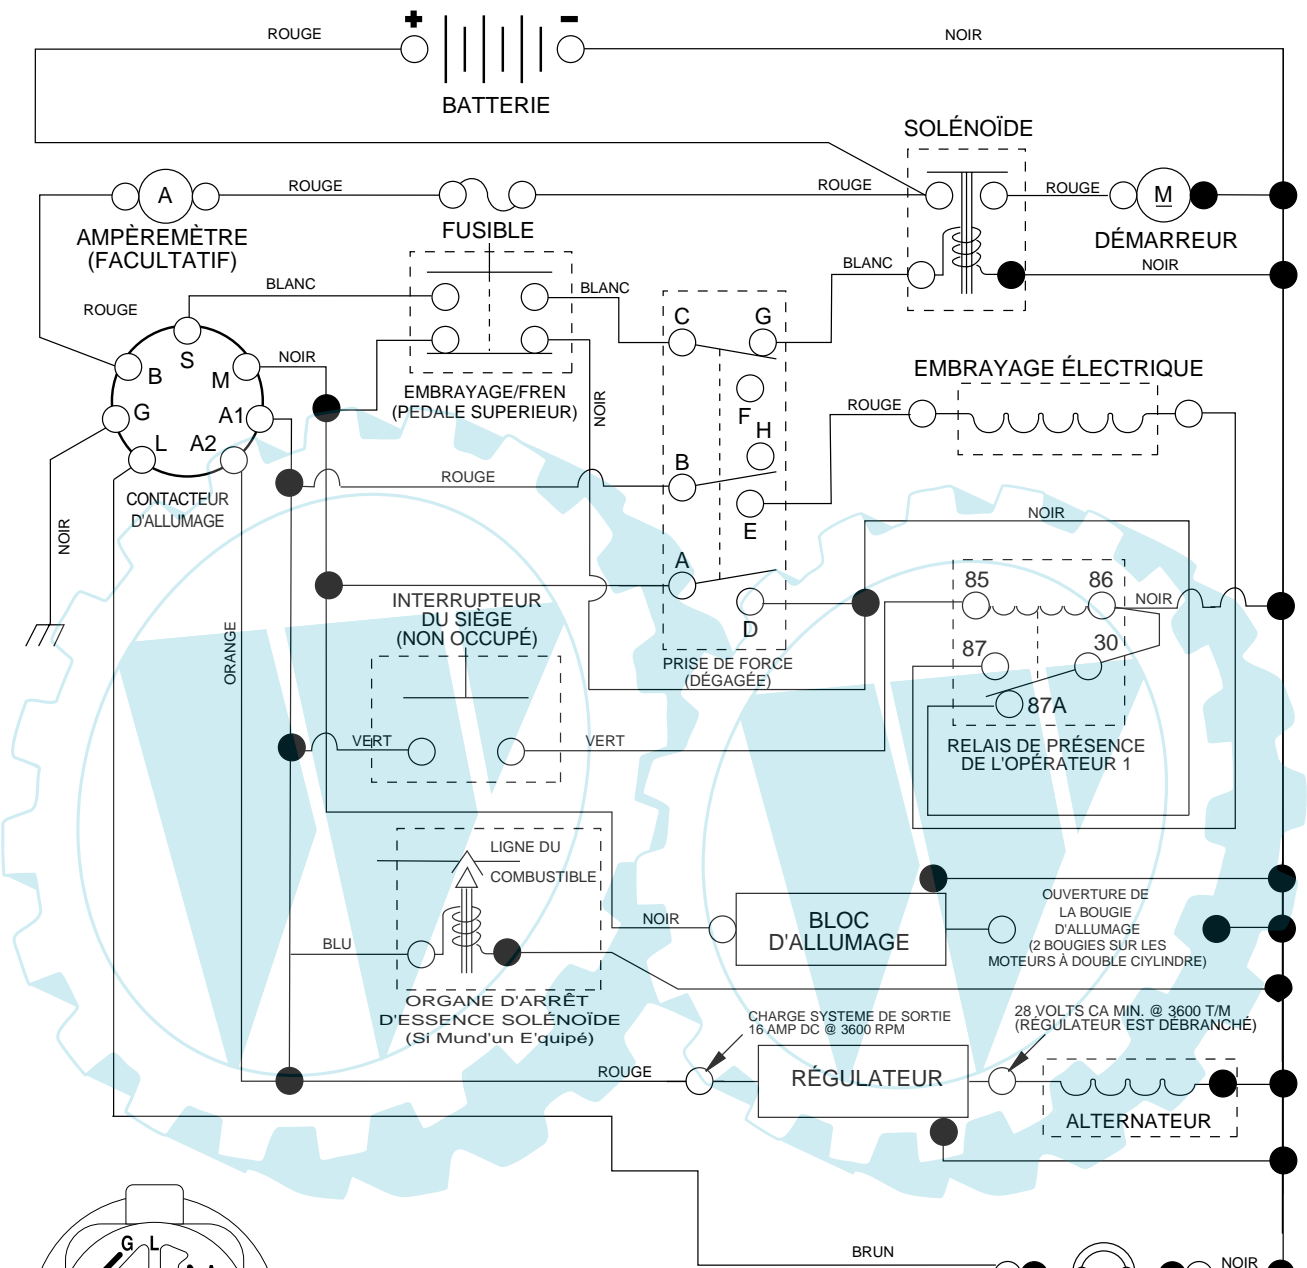 + -
ROUGE
NOIR
BATTERIE
SOLÉNOÏDE
A
ROUGE
ROUGE
ROUGE
M
AMPÈREMÈTRE
(FACULTATIF)
FUSIBLE
DÉMARREUR
NOIR
BLANC
BLANC
BLANC
ROUGE
S
B
M
G
A1
L
A2
NOIR
CONTACTEUR
D'ALLUMAGE
NOIR
EMBRAYAGE/FREN
(PEDALE SUPERIEUR)
NOIR
C
G
F
H
B
E
A
D
PRISE DE FORCE
(DÉGAGÉE)
EMBRAYAGE ÉLECTRIQUE
ROUGE
ROUGE
NOIR
85
86
NOIR
87
30
87A
RELAIS DE PRÉSENCE
DE L'OPÉRATEUR 1
INTERRUPTEUR
DU SIÈGE
(NON OCCUPÉ)
ORANGE
VERT
VERT
LIGNE DU
COMBUSTIBLE
BLU
ORGANE D'ARRÊT
D'ESSENCE SOLÉNOÏDE
(Si Mund'un E'quipé)
NOIR
BLOC
D'ALLUMAGE
OUVERTURE DE
LA BOUGIE
D'ALLUMAGE
(2 BOUGIES SUR LES
MOTEURS À DOUBLE CIYLINDRE)
CHARGE SYSTEME DE SORTIE
16 AMP DC @ 3600 RPM
28 VOLTS CA MIN. @ 3600 T/M
(RÉGULATEUR EST DÉBRANCHÉ)
ROUGE
RÉGULATEUR
ALTERNATEUR
G L
BRUN
NOIR